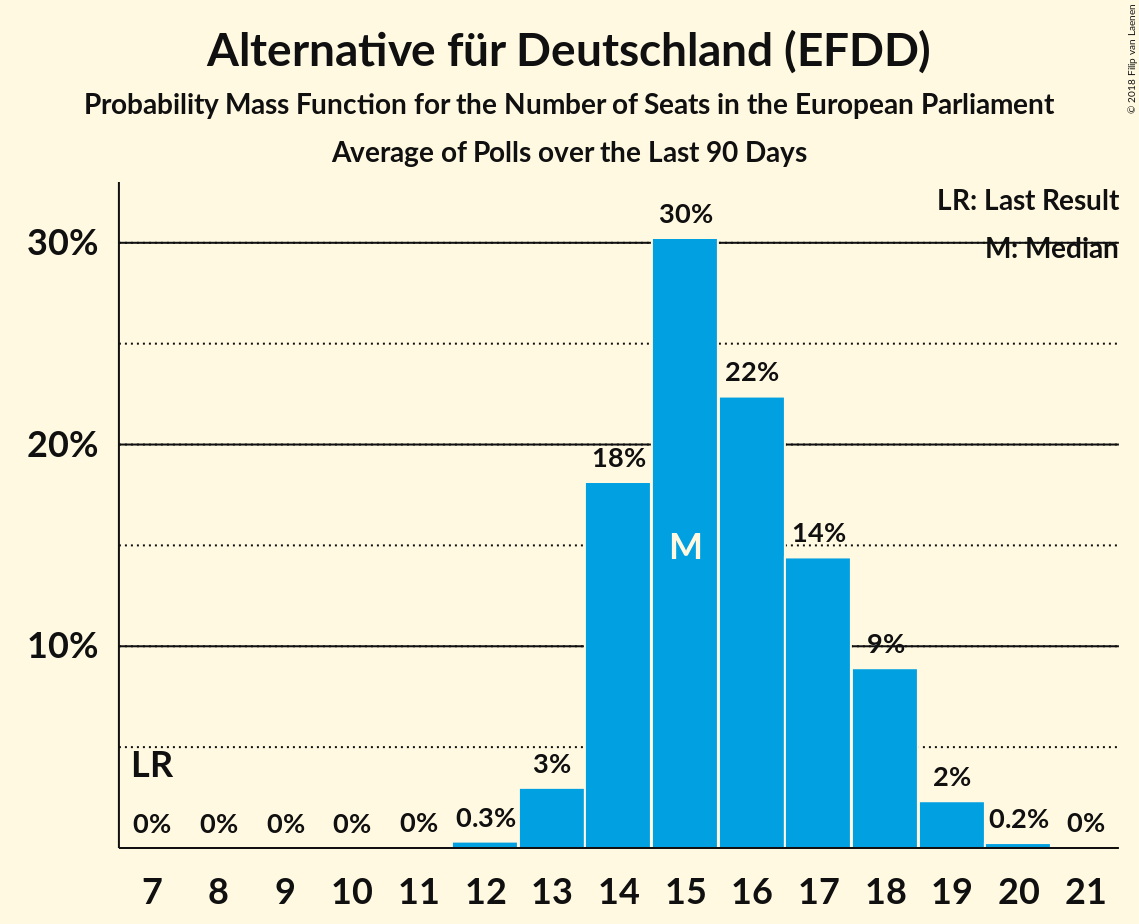 Alternative für Deutschland (EFDD)
Probability Mass Function for the Number of Seats in the European Parliament
Average of Polls over the Last 90 Days
© 2018 Filip van Laenen
LR: Last Result
M: Median
30%
20%
10%
30%
22%
18%
14%
9%
3%
2%
0.3%
0.2%
0%
0%
0%
0%
0%
0%
M
LR
7 8 9 10 11 12 13 14 15 16 17 18 19 20 21